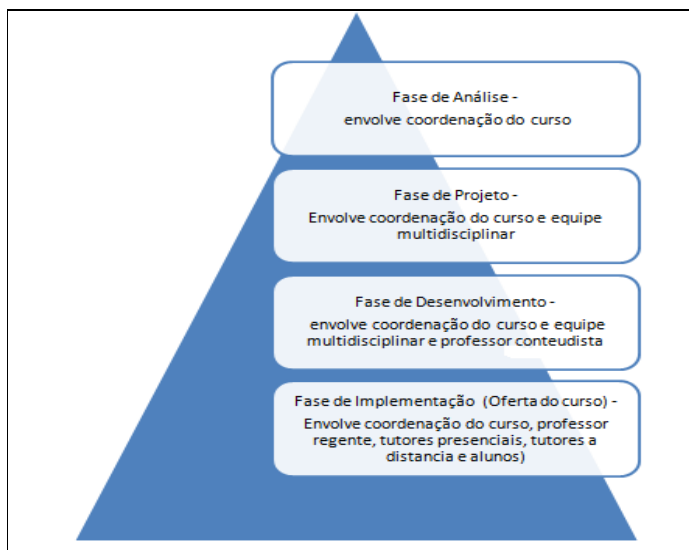 Fase de Análise -
envolve coordenação do curso
Fase de Projeto -
Envolve coordenação do curso e equipe
multidisciplinar
Fase de Desenvolvimento -
envolve coordenação do curso e equipe
multidisciplinar e professor conteudista
Fase de Implementação (Oferta do curso) -
Envolve coordenação do curso, professor
regente, tutores presenciais, tutores a
distancia e alunos)